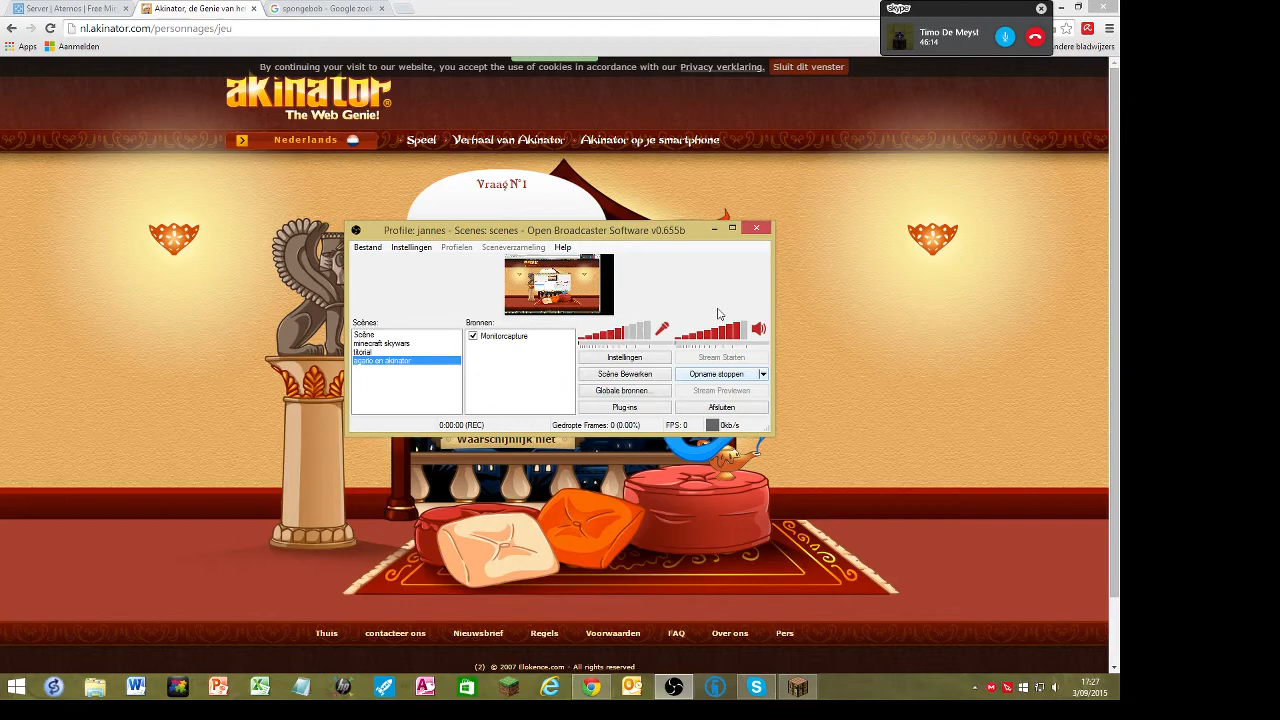 Server | Aternos | Free Min
Akinator, de Genie van he
spongebob - Google zoek
nl.akinator.com/personnages/jeu
Apps
Aanmelden
andere bladwijzers
skype
Timo De Meyst
46:14
By continuing your visit to our website, you accept the use of cookies in accordance with our Privacy verklaring.
Sluit dit venster
akinator®
The Web Genie!
Nederlands
Speel
Verhaal van Akinator
Akinator op je smartphone
Vraag N°1
Profile: jannes - Scenes: scenes - Open Broadcaster Software v0.655b
Bestand
Instellingen
Profielen
Sceneverzameling
Help
Scènes:
Bronnen:
Scène
minecraft skywars
titorial
agario en akinator
Monitorcapture
Instellingen
Stream Starten
Scène Bewerken
Opname stoppen
Globale bronnen...
Stream Previewen
Plug-ins
Afsluiten
0:00:00 (REC)
Gedropte Frames: 0 (0.00%)
FPS: 0
0kb/s
Waarschijnlijk niet
Thuis
contacteer ons
Nieuwsbrief
Regels
Voorwaarden
FAQ
Over ons
Pers
(2) © 2007 Elokence.com - All rights reserved
17:27
3/09/2015